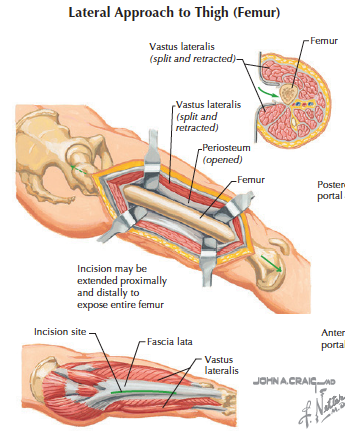 Lateral Approach to Thigh (Femur)
Vastus lateralis
(split and retracted)
Femur
Vastus lateralis
(split and
retracted)
Periosteum
(opened)
Femur
Poster
portal
Incision may be
extended proximally
and distally to
expose entire femur
Incision site
Fascia lata
Vastus
lateralis
Anter
portal
JOHN A.CRAIG MD
F. Netter
M.D.